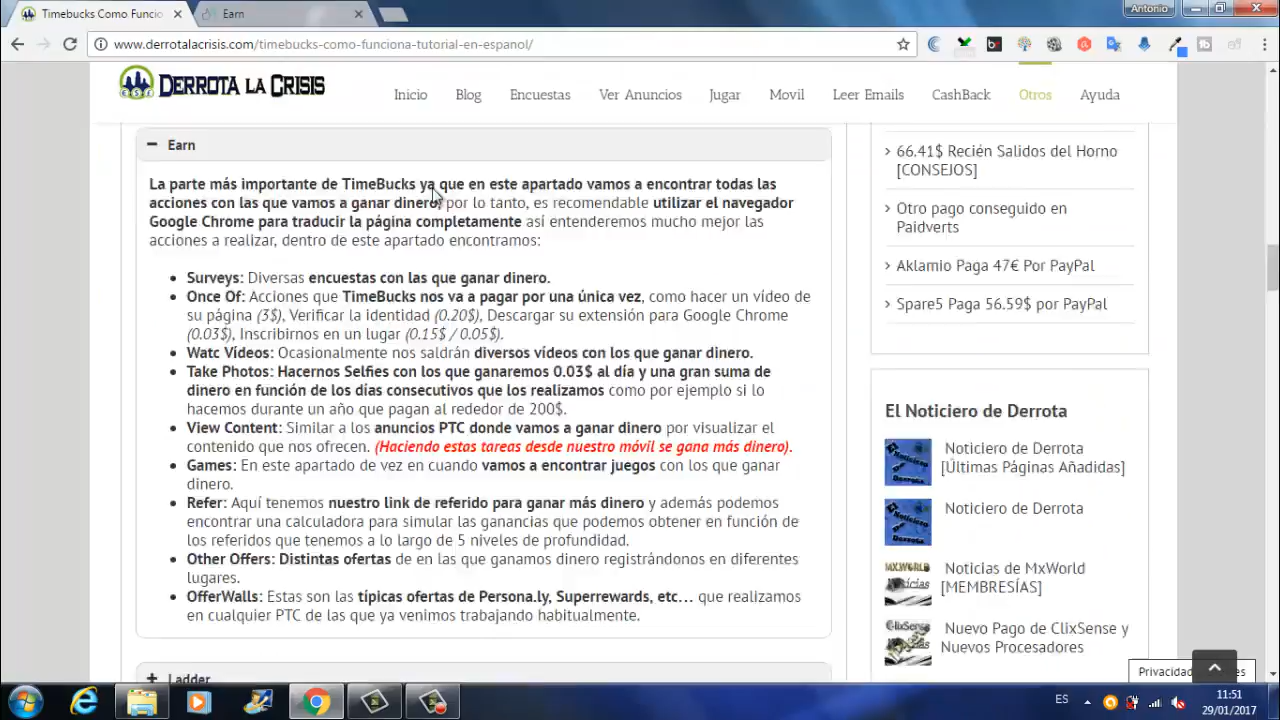 Timebucks Como Funcio
Earn
Antonio
www.derrotalacrisis.com/timebucks-como-funciona-tutorial-en-espanol/
DERROTA LA CRISIS
Inicio Blog Encuestas Ver Anuncios Jugar Movil Leer Emails CashBack Otros Ayuda
Earn
La parte más importante de TimeBucks ya que en este apartado vamos a encontrar todas las
acciones con las que vamos a ganar dinero, por lo tanto, es recomendable utilizar el navegador
Google Chrome para traducir la página completamente así entenderemos mucho mejor las
acciones a realizar, dentro de este apartado encontramos:
Surveys: Diversas encuestas con las que ganar dinero.
Once Of: Acciones que TimeBucks nos va a pagar por una única vez, como hacer un vídeo de
su página (3$), Verificar la identidad (0.20$), Descargar su extensión para Google Chrome
(0.03$), Inscribirnos en un lugar (0.15$ / 0.05$).
Watc Vídeos: Ocasionalmente nos saldrán diversos vídeos con los que ganar dinero.
Take Photos: Hacernos Selfies con los que ganaremos 0.03$ al día y una gran suma de
dinero en función de los días consecutivos que los realizamos como por ejemplo si lo
hacemos durante un año que pagan al rededor de 200$.
View Content: Similar a los anuncios PTC donde vamos a ganar dinero por visualizar el
contenido que nos ofrecen. (Haciendo estas tareas desde nuestro móvil se gana más dinero).
Games: En este apartado de vez en cuando vamos a encontrar juegos con los que ganar
dinero.
Refer: Aquí tenemos nuestro link de referido para ganar más dinero y además podemos
encontrar una calculadora para simular las ganancias que podemos obtener en función de
los referidos que tenemos a lo largo de 5 niveles de profundidad.
Other Offers: Distintas ofertas de en las que ganamos dinero registrándonos en diferentes
lugares.
OfferWalls: Estas son las típicas ofertas de Persona.ly, Superrewards, etc… que realizamos
en cualquier PTC de las que ya venimos trabajando habitualmente.
Ladder
66.41$ Recién Salidos del Horno
[CONSEJOS]
Otro pago conseguido en
Paidverts
Aklamio Paga 47€ Por PayPal
Spare5 Paga 56.59$ por PayPal
El Noticiero de Derrota
Noticiero de Derrota
[Últimas Páginas Añadidas]
Noticiero de Derrota
Noticias de MxWorld
[MEMBRESÍAS]
Nuevo Pago de ClixSense y
Nuevos Procesadores
Privacidad
ES
11:51
29/01/2017